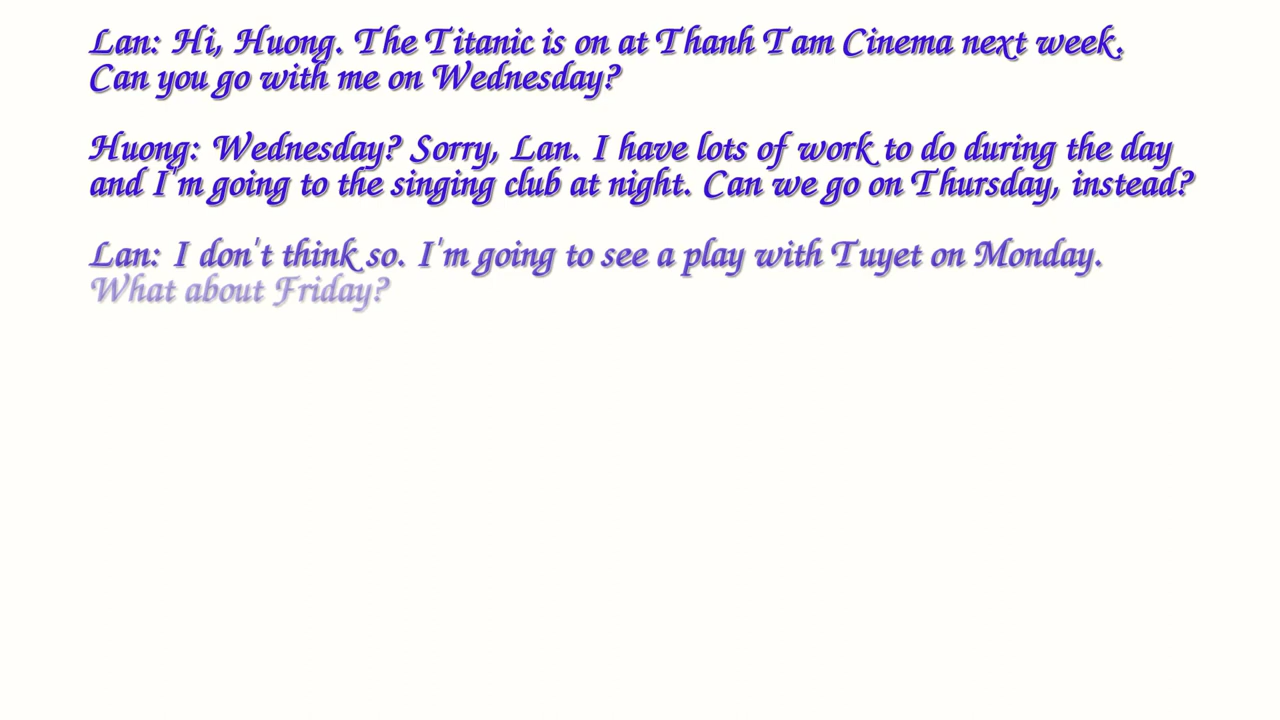 Lan: Hi, Huong. The Titanic is on at Thanh Tam Cinema next week.
Can you go with me on Wednesday?
Huong: Wednesday? Sorry, Lan. I have lots of work to do during the day
and I'm going to the singing club at night. Can we go on Thursday, instead?
Lan: I don't think so. I'm going to see a play with Tuyet on Monday.
What about Friday?